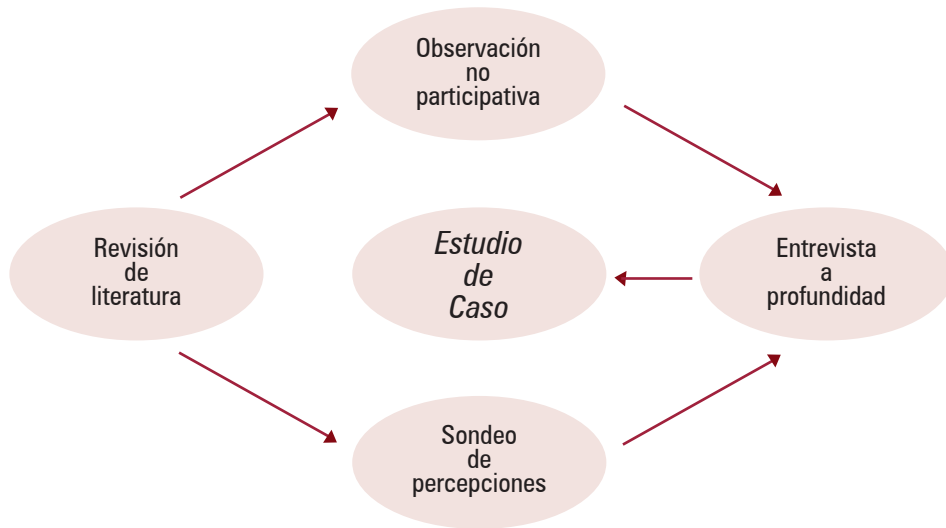 Observación
no
participativa
Revisión
de
literatura
Estudio
de
Caso
Entrevista
a
profundidad
Sondeo
de
percepciones